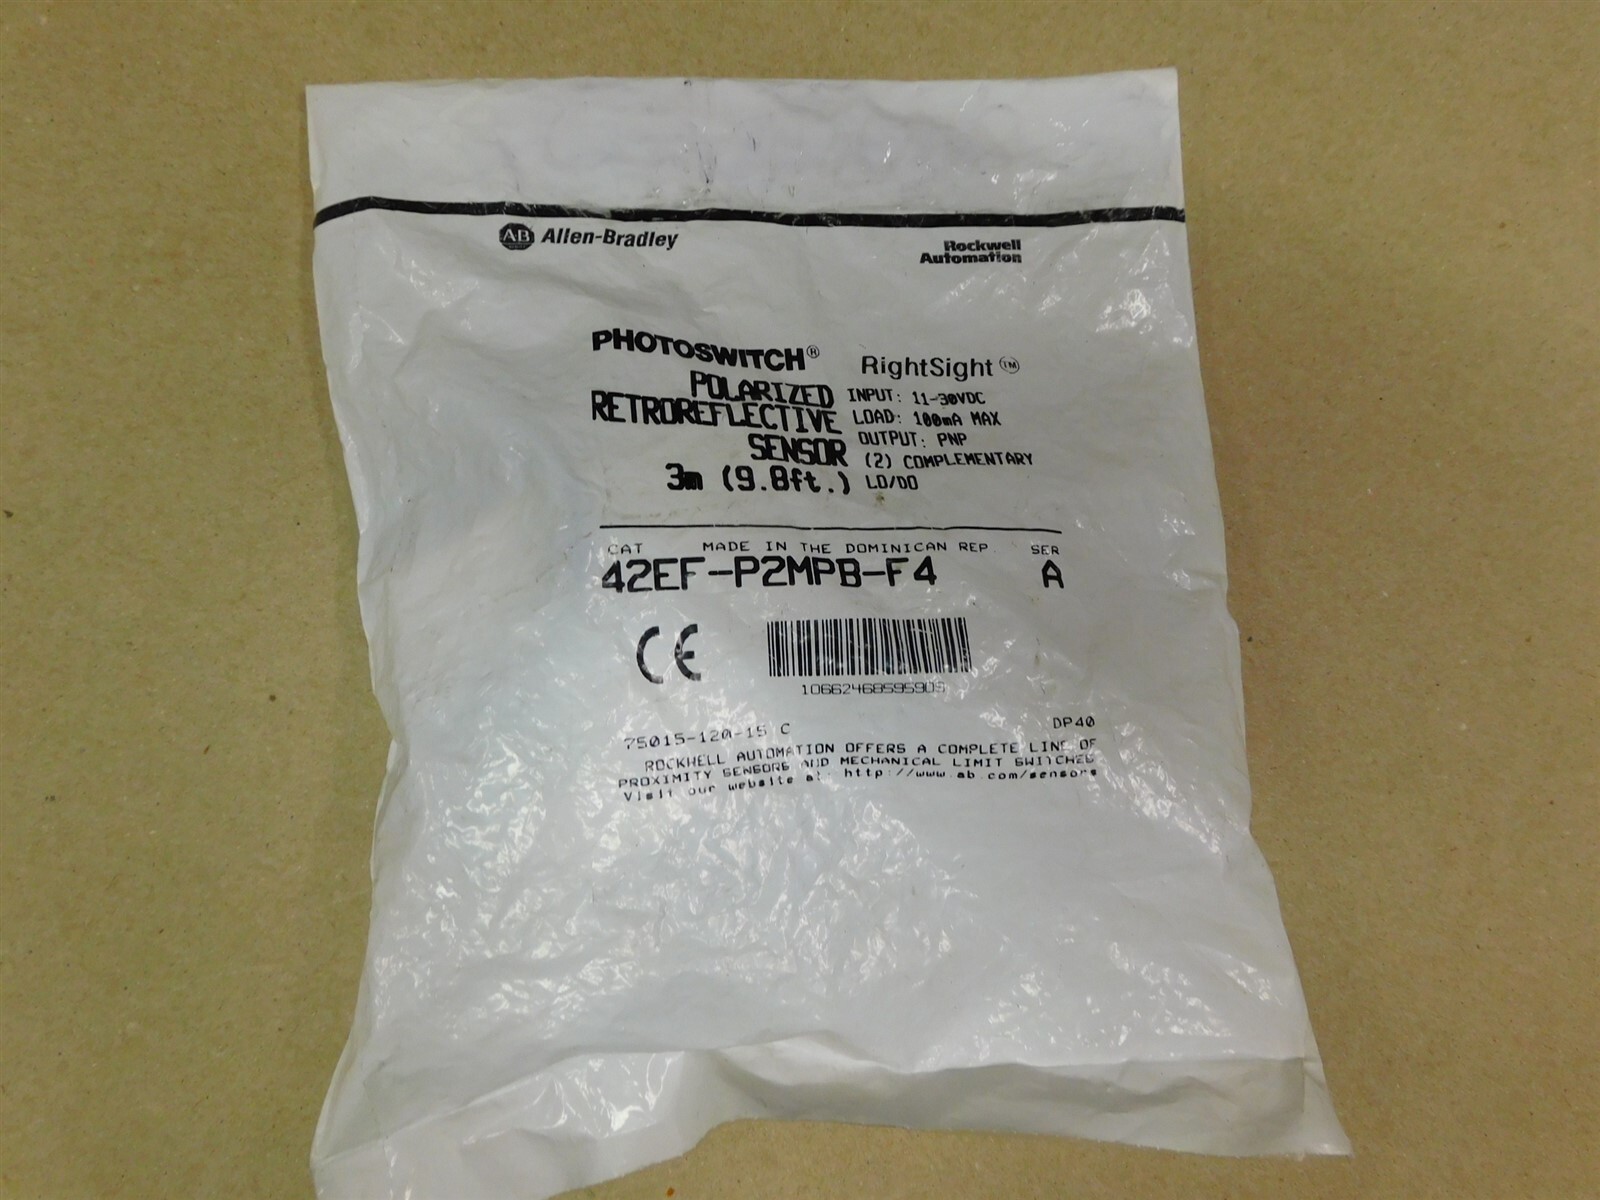 AB Allen-Bradley
Rockwell
Automation
PHOTOSWITCH®
POLARIZED
RETROREFLECTIVE
SENSOR
3m (9.8ft.)
RightSight™
INPUT: 11-30VDC
LOAD: 100mA MAX
OUTPUT: PNP
(2) COMPLEMENTARY
LO/DO
CAT MADE IN THE DOMINICAN REP. SER
42EF-P2MPB-F4 A
CE
10662468595909
75015-120-15 C DP40
ROCKWELL AUTOMATION OFFERS A COMPLETE LINE OF
PROXIMITY SENSORS AND MECHANICAL LIMIT SWITCHES
Visit our website at: http://www.ab.com/sensors